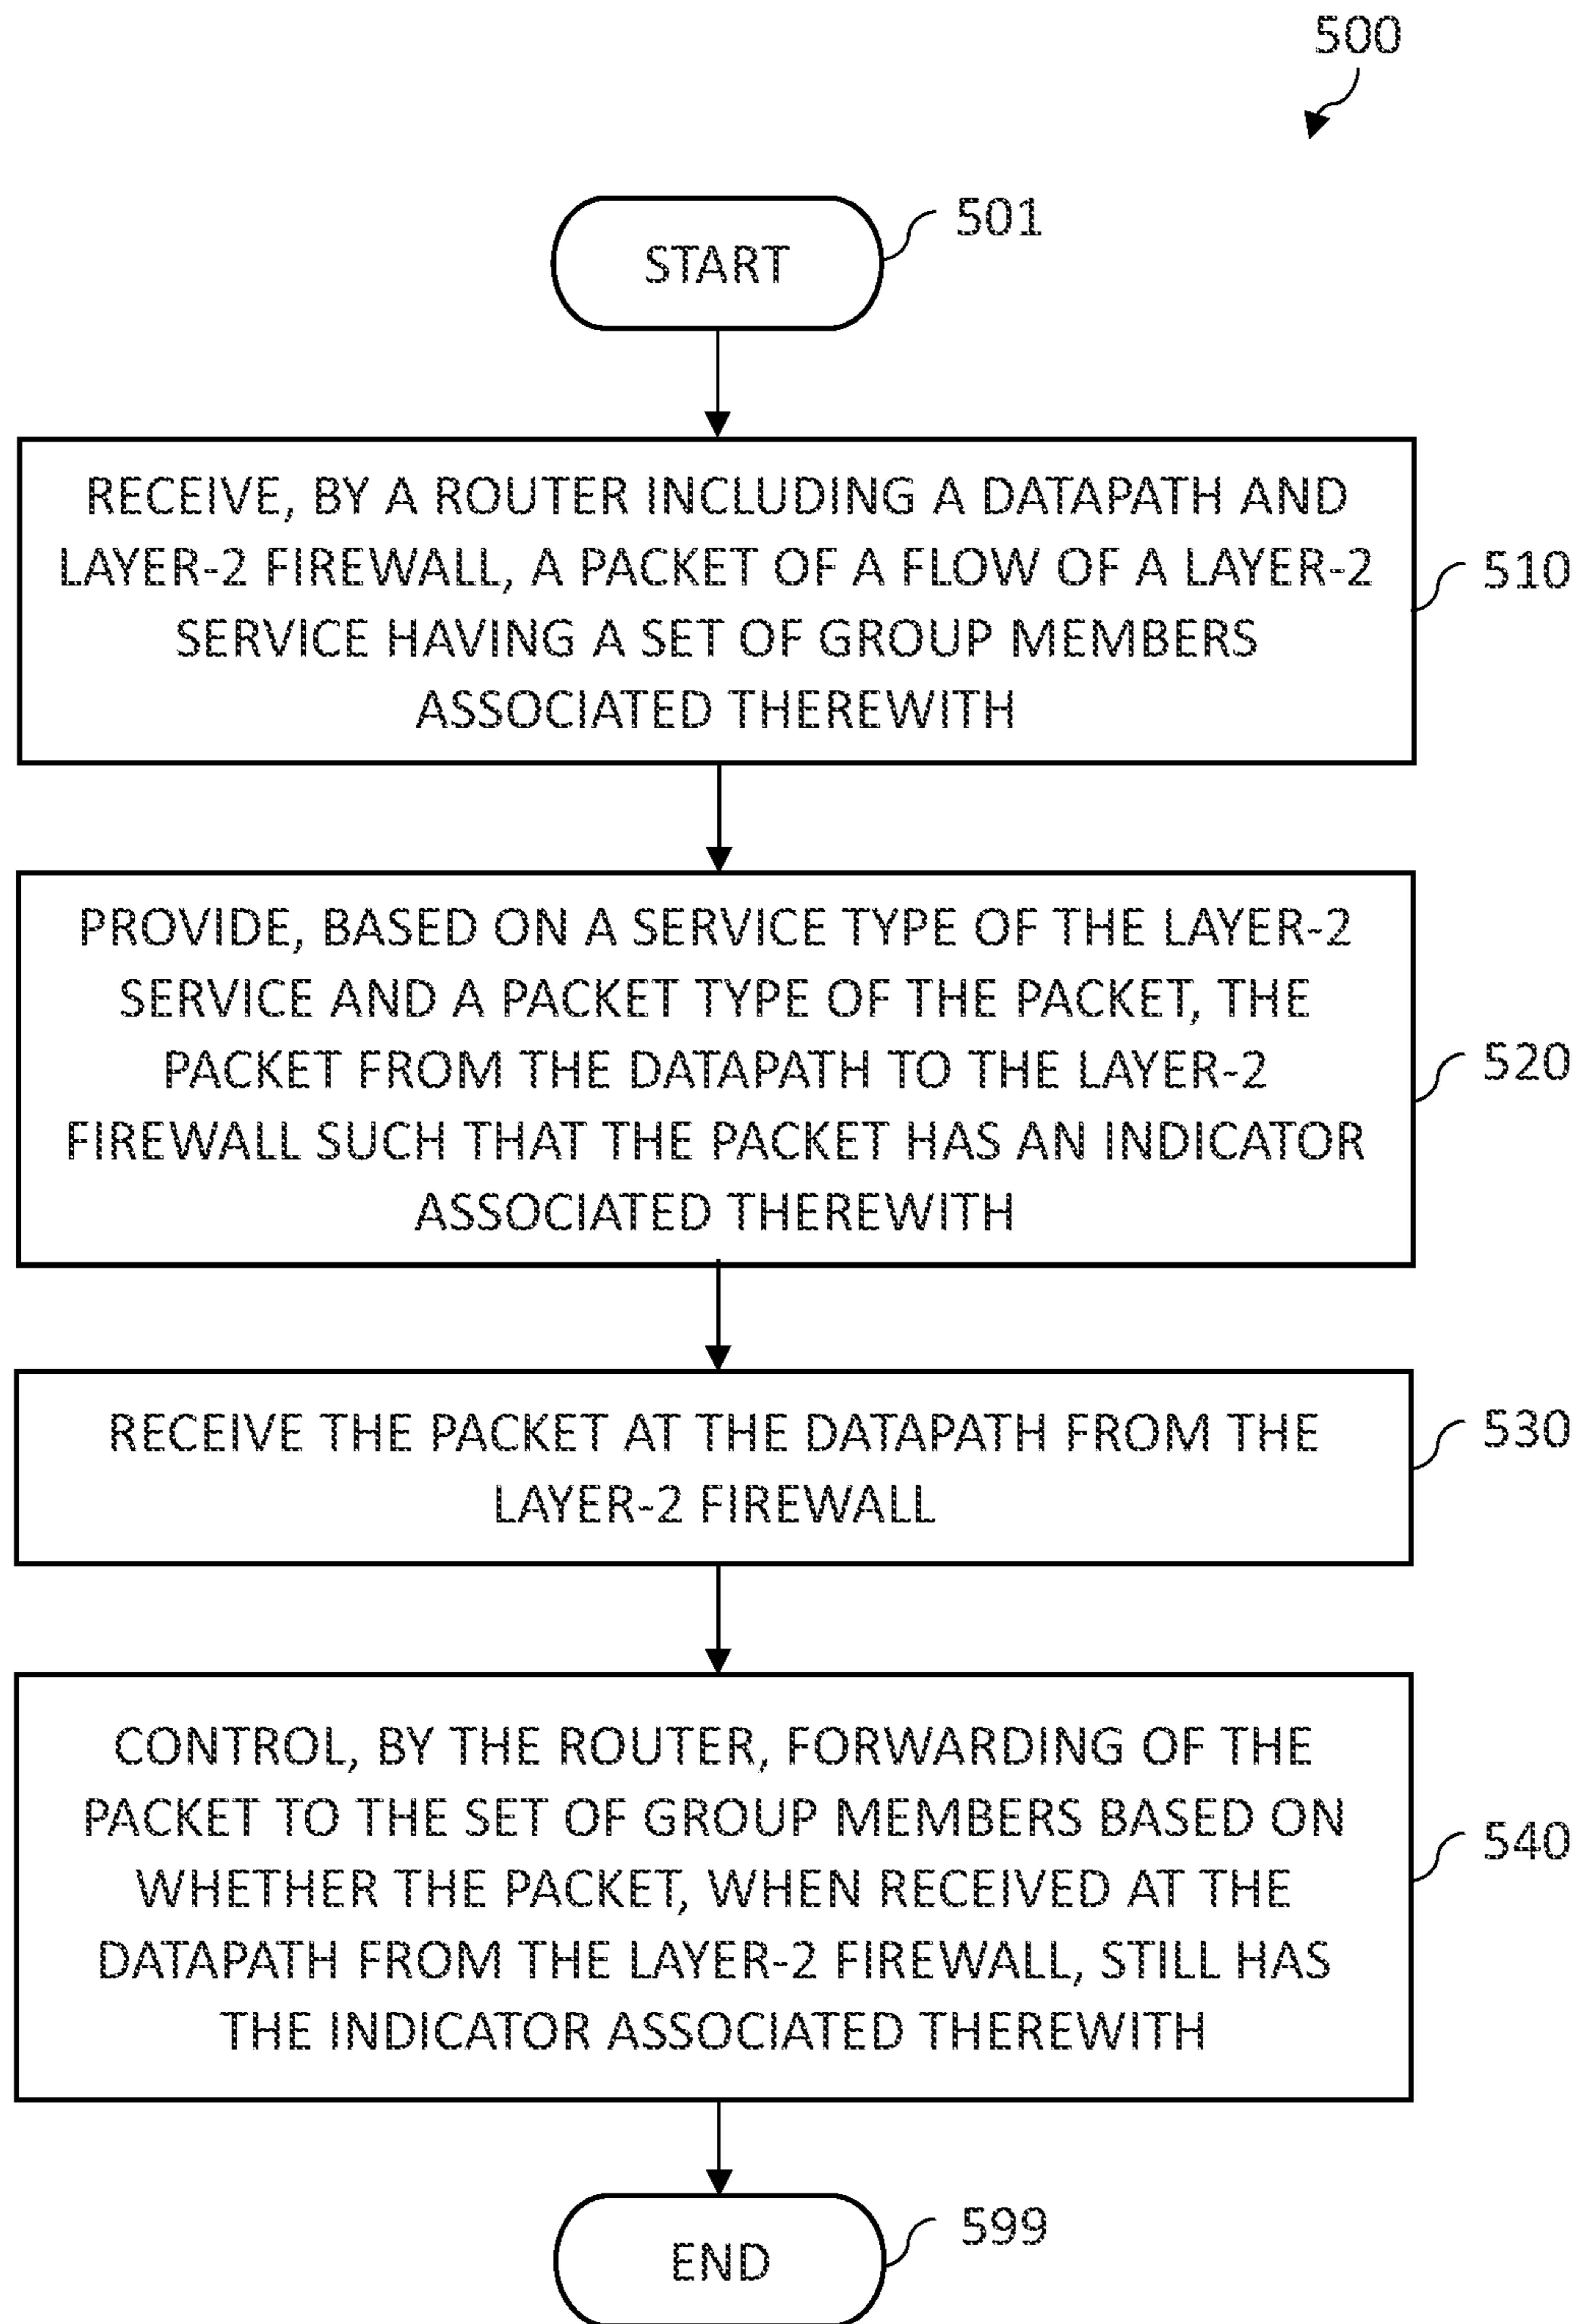 500
START
501
RECEIVE, BY A ROUTER INCLUDING A DATAPATH AND
LAYER-2 FIREWALL, A PACKET OF A FLOW OF A LAYER-2
SERVICE HAVING A SET OF GROUP MEMBERS
ASSOCIATED THEREWITH
510
PROVIDE, BASED ON A SERVICE TYPE OF THE LAYER-2
SERVICE AND A PACKET TYPE OF THE PACKET, THE
PACKET FROM THE DATAPATH TO THE LAYER-2
FIREWALL SUCH THAT THE PACKET HAS AN INDICATOR
ASSOCIATED THEREWITH
520
RECEIVE THE PACKET AT THE DATAPATH FROM THE
LAYER-2 FIREWALL
530
CONTROL, BY THE ROUTER, FORWARDING OF THE
PACKET TO THE SET OF GROUP MEMBERS BASED ON
WHETHER THE PACKET, WHEN RECEIVED AT THE
DATAPATH FROM THE LAYER-2 FIREWALL, STILL HAS
THE INDICATOR ASSOCIATED THEREWITH
540
END
599